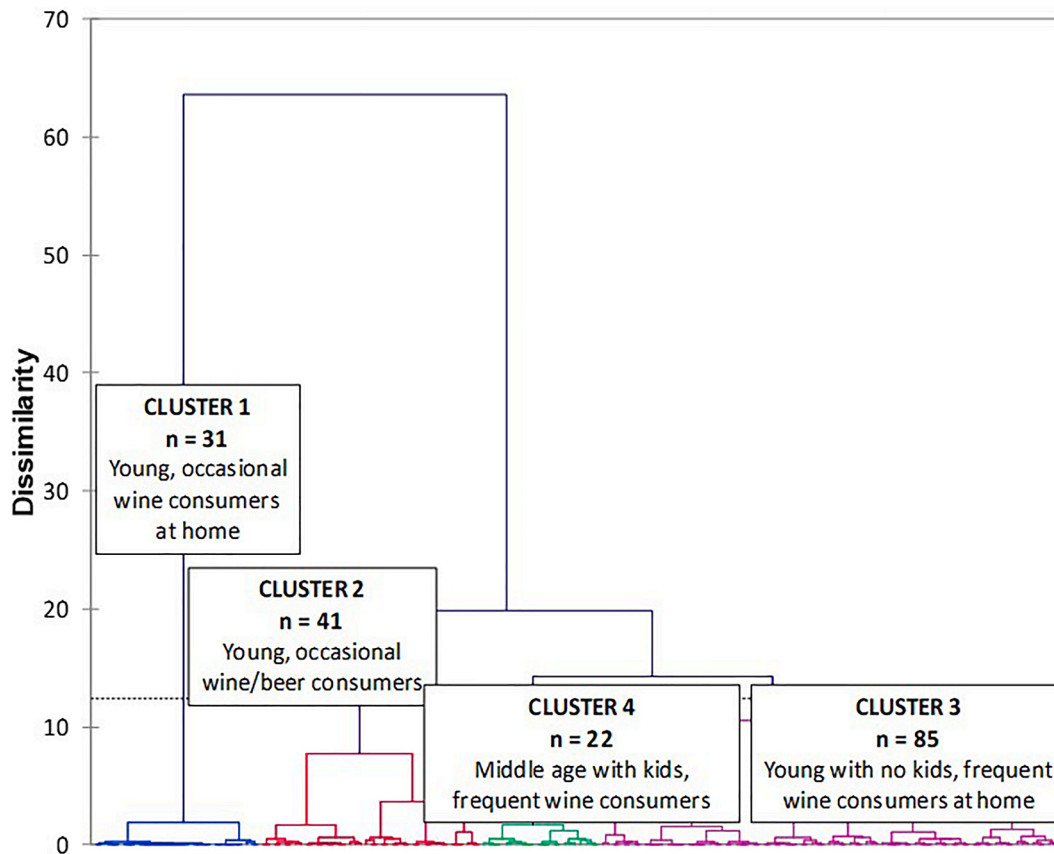 70
60
50
40
30
20
10
0
Dissimilarity
CLUSTER 1
n = 31
Young, occasional
wine consumers
at home
CLUSTER 2
n = 41
Young, occasional
wine/beer consumers
CLUSTER 4
n = 22
Middle age with kids,
frequent wine consumers
CLUSTER 3
n = 85
Young with no kids, frequent
wine consumers at home